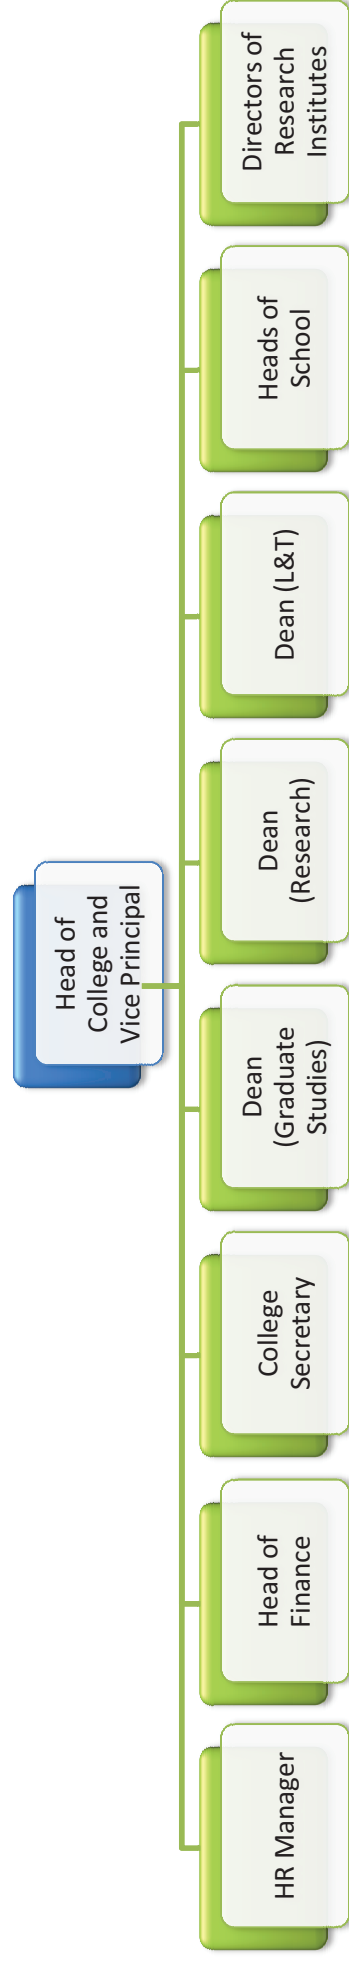 Head of
College and
Vice Principal
HR Manager
Head of
Finance
College
Secretary
Dean
(Graduate
Studies)
Dean
(Research)
Dean (L&T)
Heads of
School
Directors of
Research
Institutes